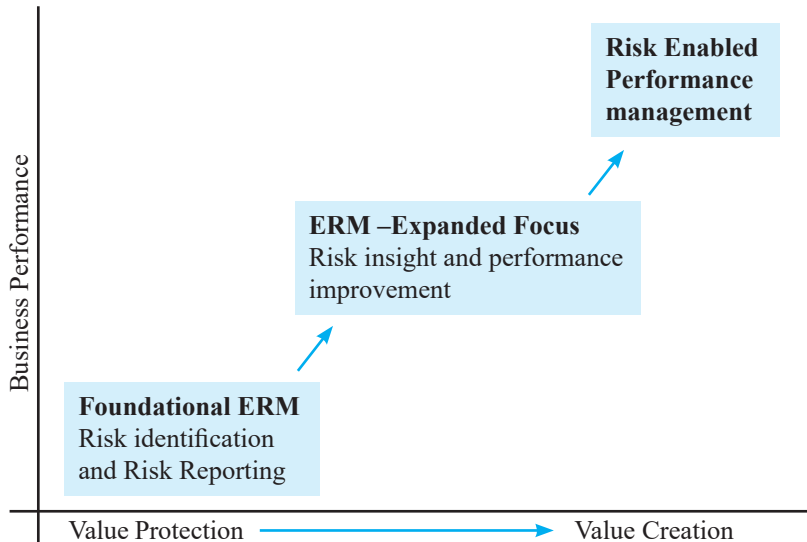 Risk Enabled
Performance
management
ERM –Expanded Focus
Risk insight and performance
improvement
Foundational ERM
Risk identification
and Risk Reporting
Business Performance
Value Protection
Value Creation